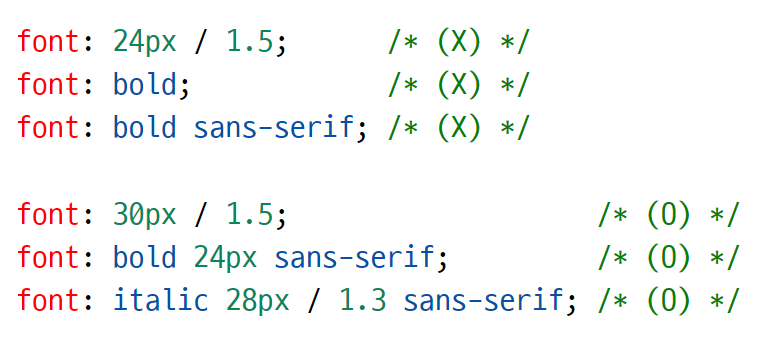 font: 24px / 1.5; /* (X) */
font: bold; /* (X) */
font: bold sans-serif; /* (X) */
font: 30px / 1.5; /* (O) */
font: bold 24px sans-serif; /* (O) */
font: italic 28px / 1.3 sans-serif; /* (O) */